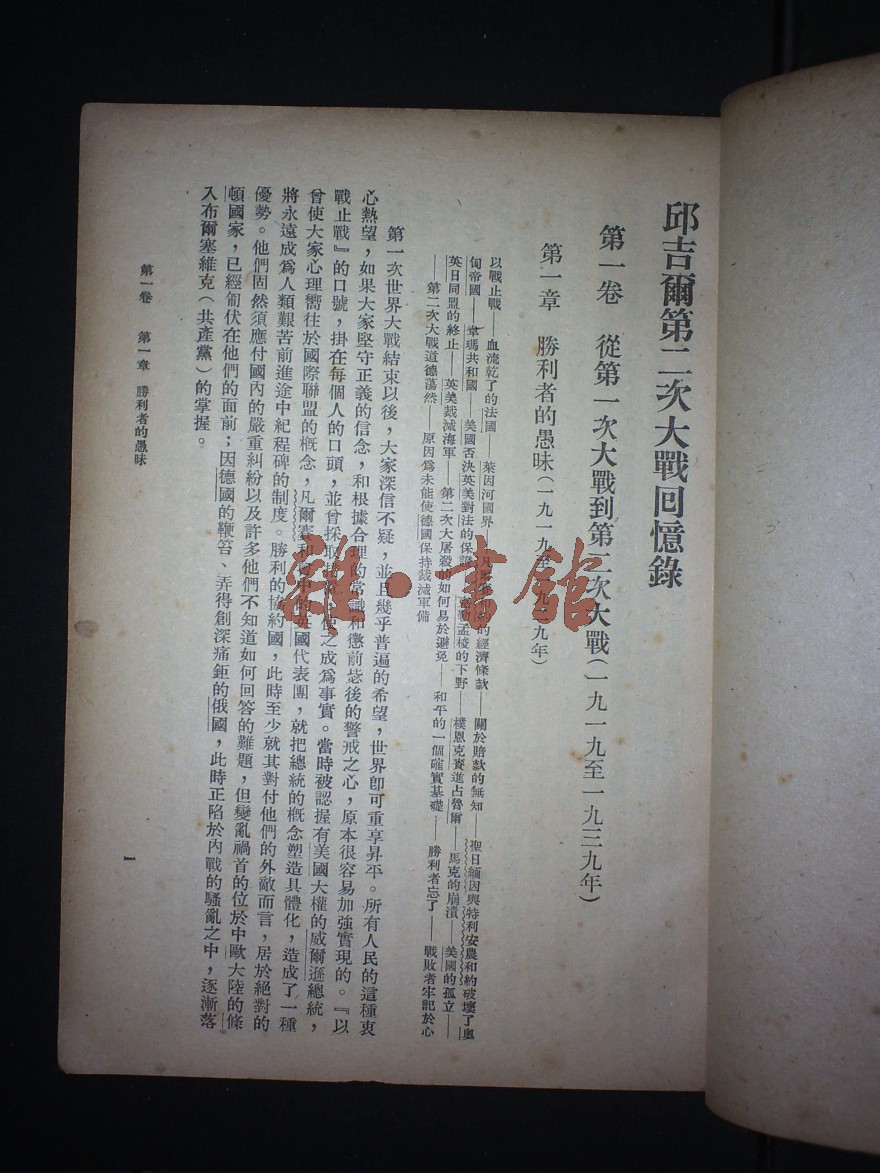 邱吉爾第二次大戰回憶錄
第一卷　從第一次大戰到第二次大戰（一九一九至一九三九年）
第一章　勝利者的愚昧（一九一九至一九二九年）
以戰止戰——血流乾了的法國——萊因河國界——凡爾賽和約的經濟條款——關於賠款的無知——聖日緬因與特利安農和約破壞了奧
匈帝國——韋瑪共和國——美國否決英美對法的保證——克勒孟梭的下野——樸恩克賚進占魯爾——馬克的崩潰——美國的孤立——
英日同盟的終止——英美裁減海軍——第二次大屠殺的如何易於避免——和平的一個確實基礎——勝利者忘了——戰敗者牢記於心
——第二次大戰道德蕩然——原因爲未能使德國保持裁減軍備
第一次世界大戰結束以後，大家深信不疑，並且幾乎普遍的希望，世界卽可重享昇平。所有人民的這種衷
心熱望，如果大家堅守正義的信念，和根據合理的常識和懲前毖後的警戒之心，原本很容易加強實現的。『以
戰止戰』的口號，掛在每個人的口頭，並曾採取措施，使之成爲事實。當時被認握有美國大權的威爾遜總統，
曾使大家心理嚮往於國際聯盟的概念，凡爾賽和會中的英國代表團，就把總統的概念塑造具體化，造成了一種
將永遠成爲人類艱苦前進途中紀程碑的制度。勝利的協約國，此時至少就其對付他們的外敵而言，居於絕對的
優勢。他們固然須應付國內的嚴重糾紛以及許多他們不知道如何回答的難題，但變亂禍首的位於中歐大陸的條
頓國家，已經匍伏在他們的面前；因德國的鞭笞、弄得創深痛鉅的俄國，此時正陷於內戰的騷亂之中，逐漸落
入布爾塞維克（共產黨）的掌握。
第一卷　第一章　勝利者的愚昧
一
雜·書館